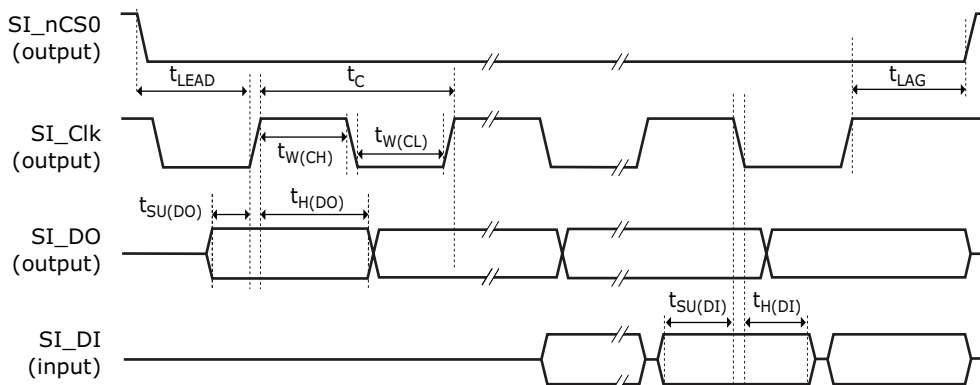 SI_nCS0
(output)
tLEAD
tC
tLAG
SI_Clk
(output)
tW(CH)
tW(CL)
tSU(DO)
tH(DO)
SI_DO
(output)
tSU(DI)
tH(DI)
SI_DI
(input)